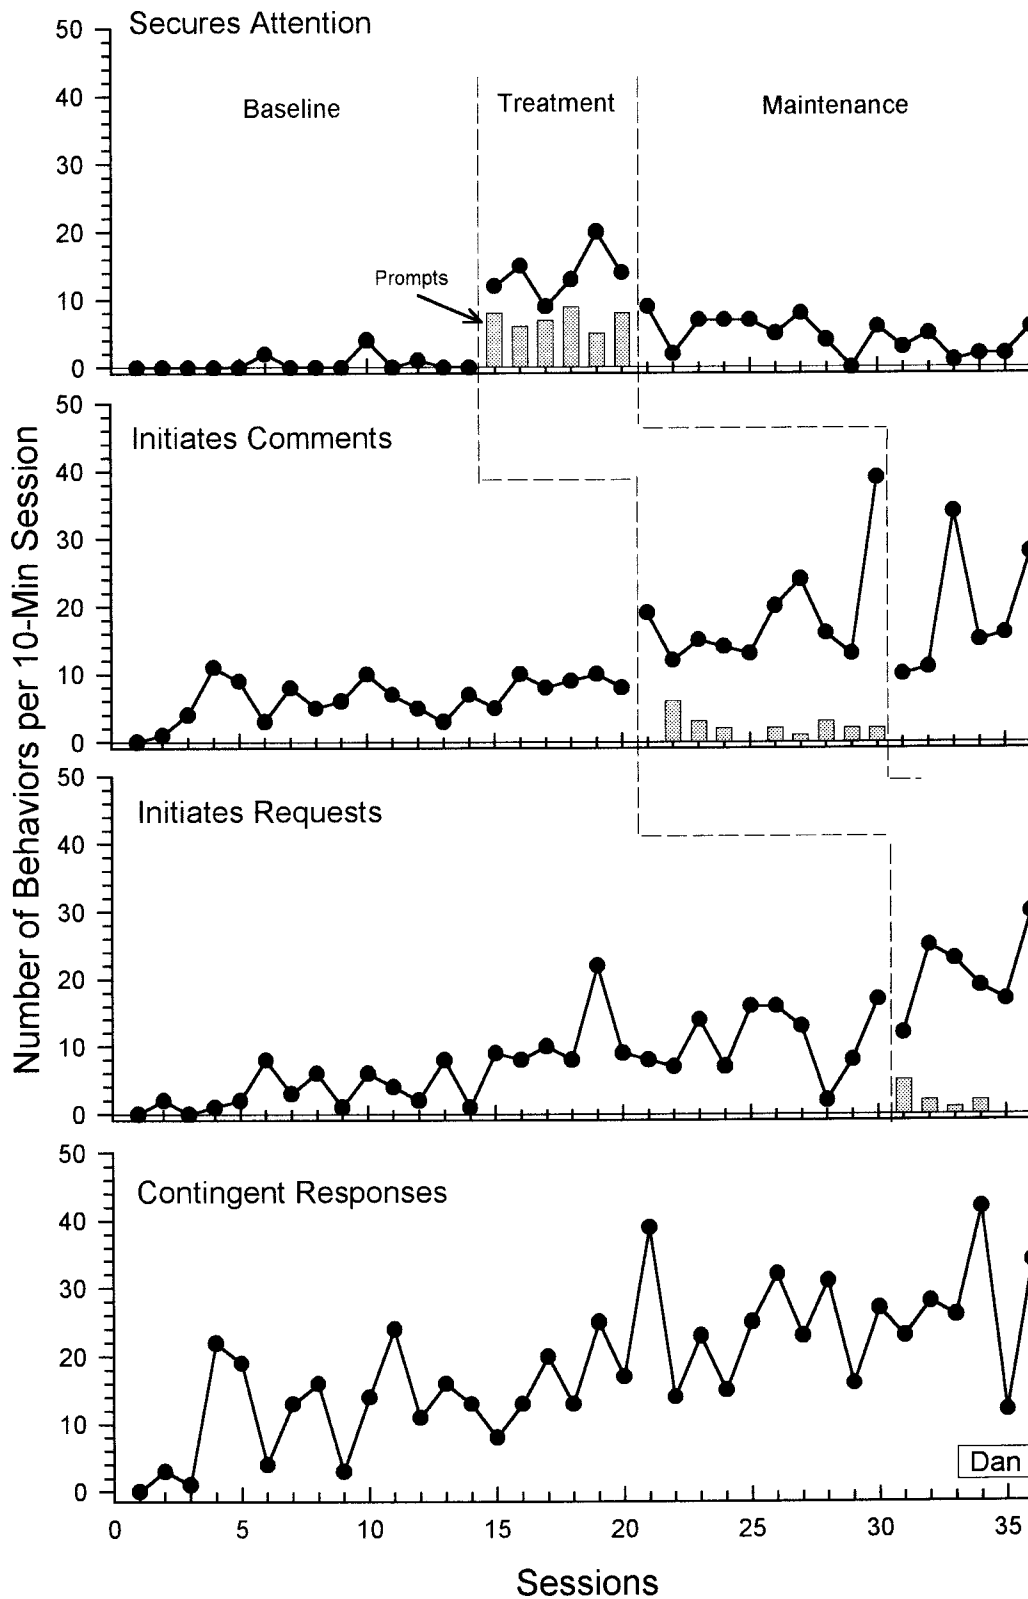 Secures Attention
50
40
30
20
10
0
Baseline
Treatment
Maintenance
Prompts
Initiates Comments
50
40
30
20
10
0
Initiates Requests
50
40
30
20
10
0
Contingent Responses
50
40
30
20
10
0
Dan
0 5 10 15 20 25 30 35
Sessions
Number of Behaviors per 10-Min Session